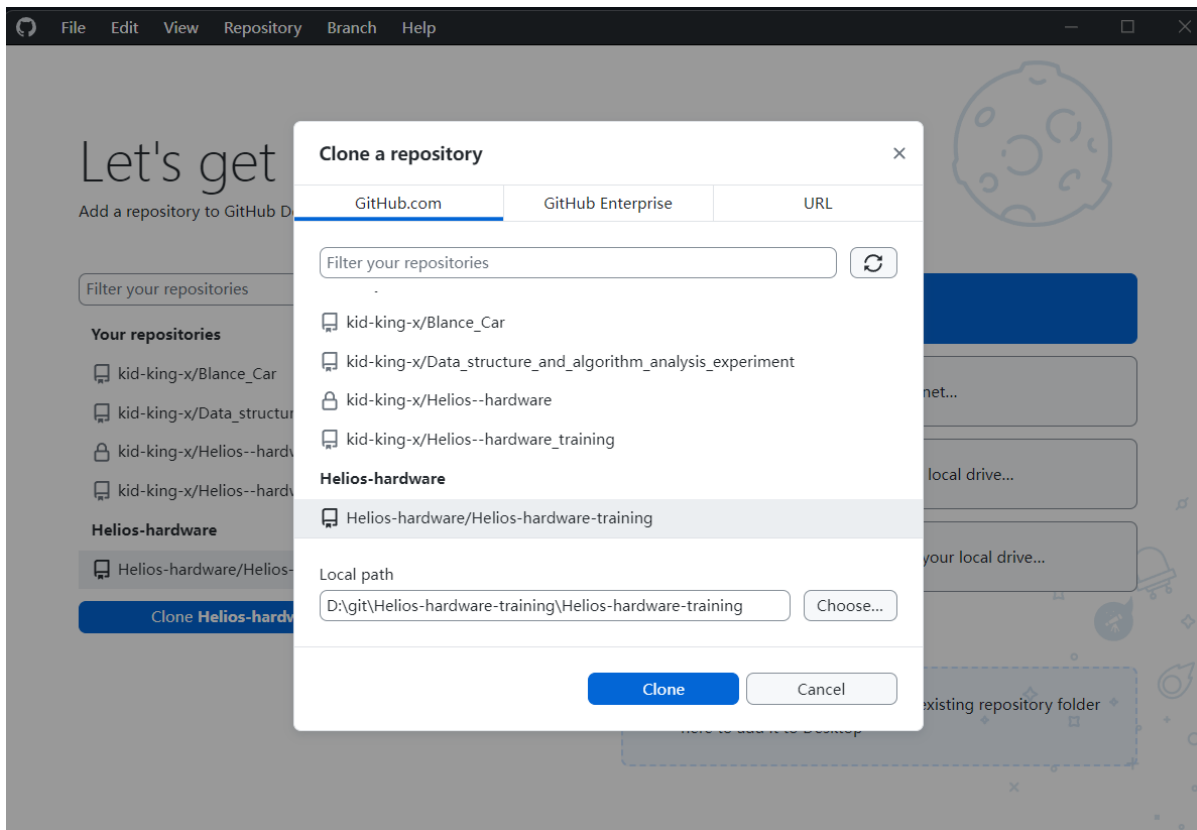 File Edit View Repository Branch Help
Let's get
Add a repository to GitHub D
Filter your repositories
Your repositories
kid-king-x/Blance_Car
kid-king-x/Data_structur
kid-king-x/Helios--hardw
kid-king-x/Helios--hardw
Helios-hardware
Helios-hardware/Helios-
Clone Helios-hardw
Clone a repository
GitHub.com GitHub Enterprise URL
Filter your repositories
kid-king-x/Blance_Car
kid-king-x/Data_structure_and_algorithm_analysis_experiment
kid-king-x/Helios--hardware
kid-king-x/Helios--hardware_training
Helios-hardware
Helios-hardware/Helios-hardware-training
Local path
D:\git\Helios-hardware-training\Helios-hardware-training Choose...
Clone Cancel
net...
local drive...
your local drive...
existing repository folder
here to add it to Desktop